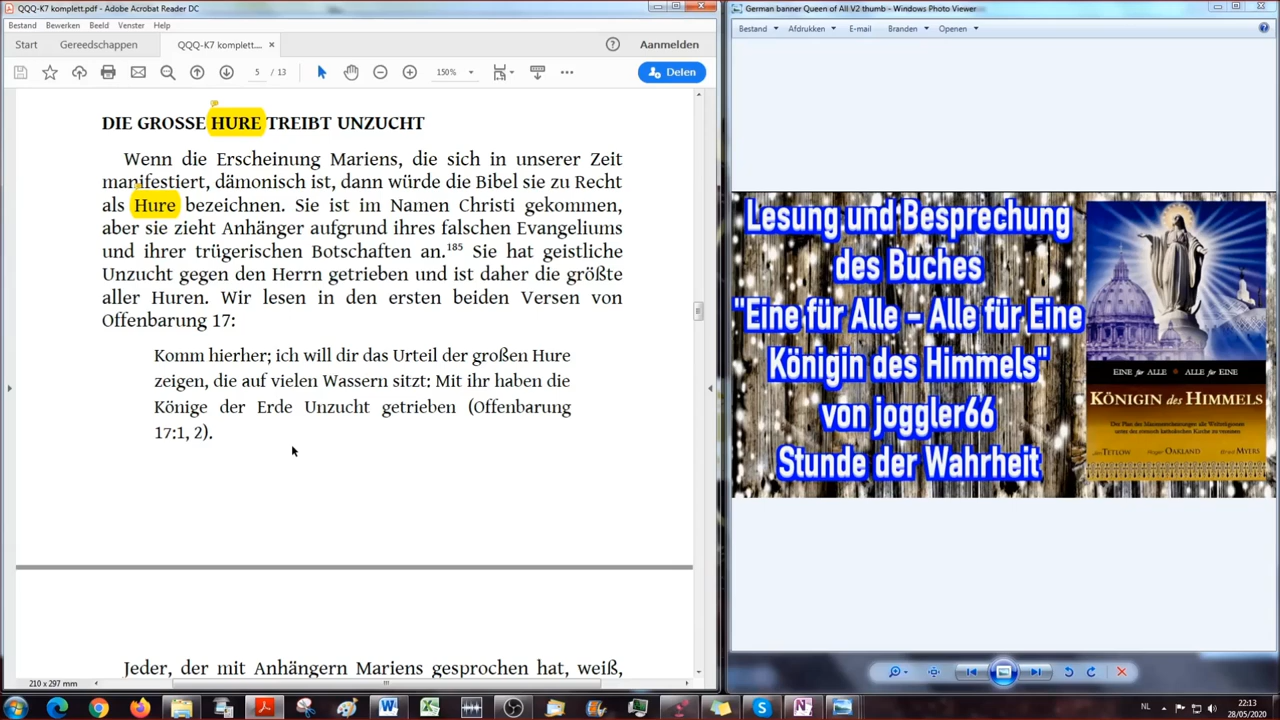 QQQ-K7 komplett.pdf - Adobe Acrobat Reader DC
Bestand Bewerken Beeld Venster Help
Start Gereedschappen QQQ-K7 komplett.... × Anmelden
5 / 13 150% Delen
DIE GROSSE HURE TREIBT UNZUCHT
Wenn die Erscheinung Mariens, die sich in unserer Zeit
manifestiert, dämonisch ist, dann würde die Bibel sie zu Recht
als Hure bezeichnen. Sie ist im Namen Christi gekommen,
aber sie zieht Anhänger aufgrund ihres falschen Evangeliums
und ihrer trügerischen Botschaften an.185 Sie hat geistliche
Unzucht gegen den Herrn getrieben und ist daher die größte
aller Huren. Wir lesen in den ersten beiden Versen von
Offenbarung 17:
Komm hierher; ich will dir das Urteil der großen Hure
zeigen, die auf vielen Wassern sitzt: Mit ihr haben die
Könige der Erde Unzucht getrieben (Offenbarung
17:1, 2).
Jeder, der mit Anhängern Mariens gesprochen hat, weiß,
210 x 297 mm
German banner Queen of All V2 thumb - Windows Photo Viewer
Bestand Afdrukken E-mail Branden Openen
Lesung und Besprechung
des Buches
"Eine für Alle – Alle für Eine
Königin des Himmels"
von joggler66
Stunde der Wahrheit
EINE für ALLE ALLE für EINE
KÖNIGIN des HIMMELS
TETLOW Roger OAKLAND MYERS
NL 22:13
28/05/2020